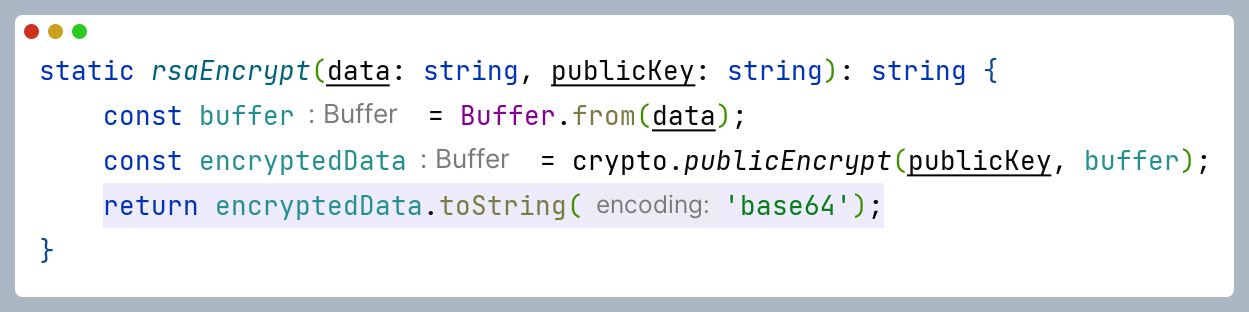 static rsaEncrypt(data: string, publicKey: string): string {
const buffer : Buffer = Buffer.from(data);
const encryptedData : Buffer = crypto.publicEncrypt(publicKey, buffer);
return encryptedData.toString( encoding: 'base64');
}